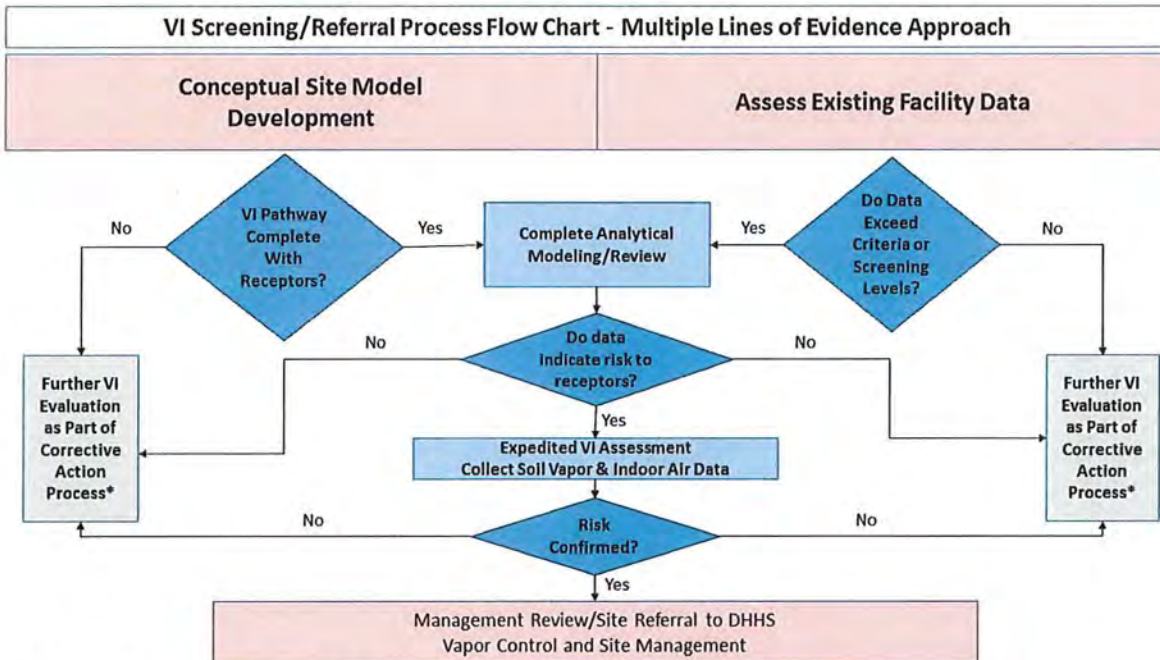 VI Screening/Referral Process Flow Chart - Multiple Lines of Evidence Approach
Conceptual Site Model
Development
Assess Existing Facility Data
No
VI Pathway
Complete
With
Receptors?
Yes
Complete Analytical
Modeling/Review
Yes
Do Data
Exceed
Criteria or
Screening
Levels?
No
No
Do data
indicate risk to
receptors?
No
Further VI
Evaluation
as Part of
Corrective
Action
Process*
Further VI
Evaluation
as Part of
Corrective
Action
Process*
Yes
Expedited VI Assessment
Collect Soil Vapor & Indoor Air Data
No
Risk
Confirmed?
No
Yes
Management Review/Site Referral to DHHS
Vapor Control and Site Management